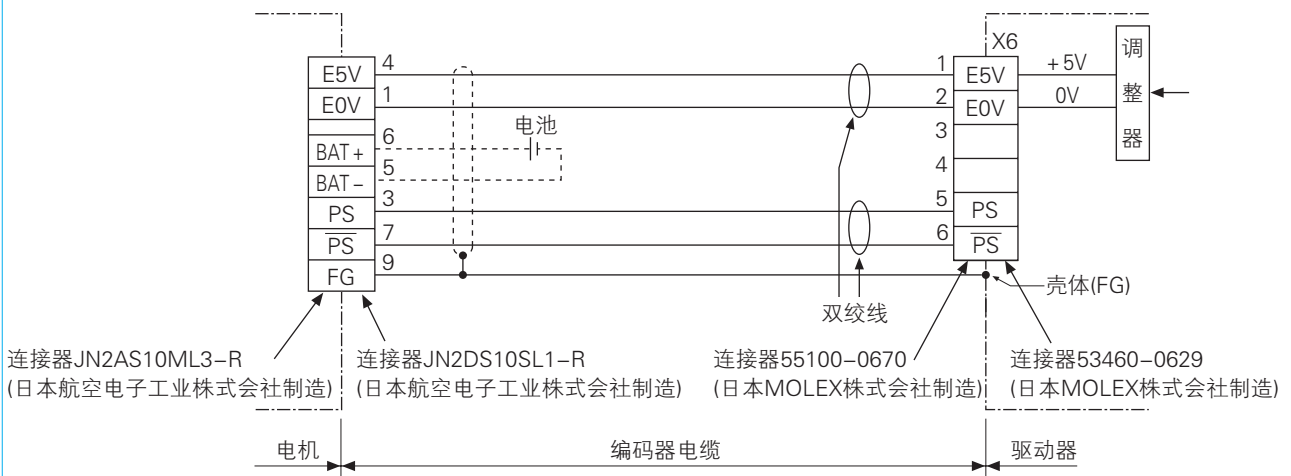 X6
调
整
器
E5V 4
1 E5V +5V
E0V 1
2 E0V 0V
电池
3
BAT+ 6
4
BAT- 5
PS 3
5 PS
PS 7
6 PS
FG 9
壳体(FG)
双绞线
连接器JN2AS10ML3-R
(日本航空电子工业株式会社制造)
连接器JN2DS10SL1-R
(日本航空电子工业株式会社制造)
连接器55100-0670
(日本MOLEX株式会社制造)
连接器53460-0629
(日本MOLEX株式会社制造)
电机
编码器电缆
驱动器